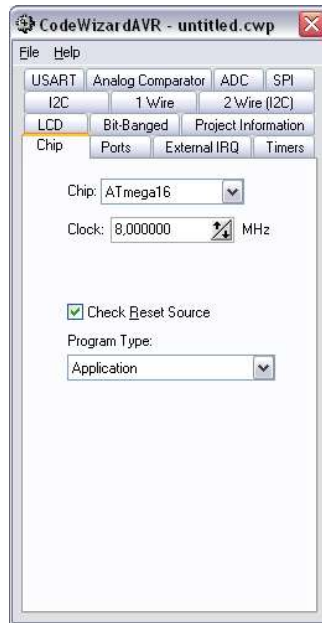 CodeWizardAVR - untitled.cwp
File Help
USART Analog Comparator ADC SPI
I2C 1 Wire 2 Wire (I2C)
LCD Bit-Banged Project Information
Chip Ports External IRQ Timers
Chip: ATmega16
Clock: 8,000000 MHz
Check Reset Source
Program Type:
Application